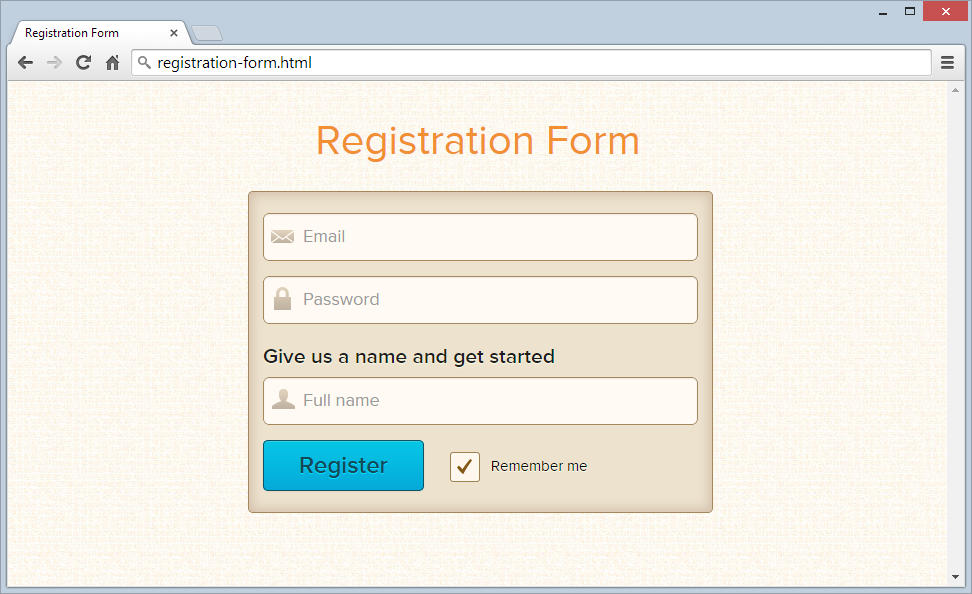 Registration Form
registration-form.html
Registration Form
Email
Password
Give us a name and get started
Full name
Register
Remember me